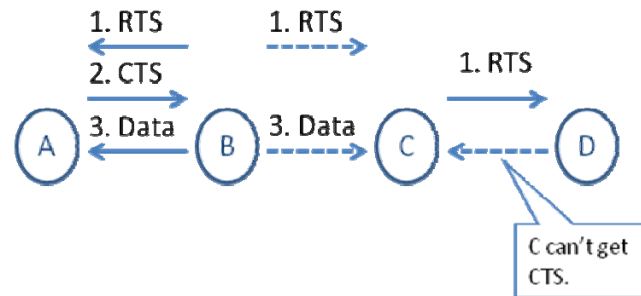 1. RTS
1. RTS
2. CTS
1. RTS
3. Data
3. Data
A
B
C
D
C can't get
CTS.